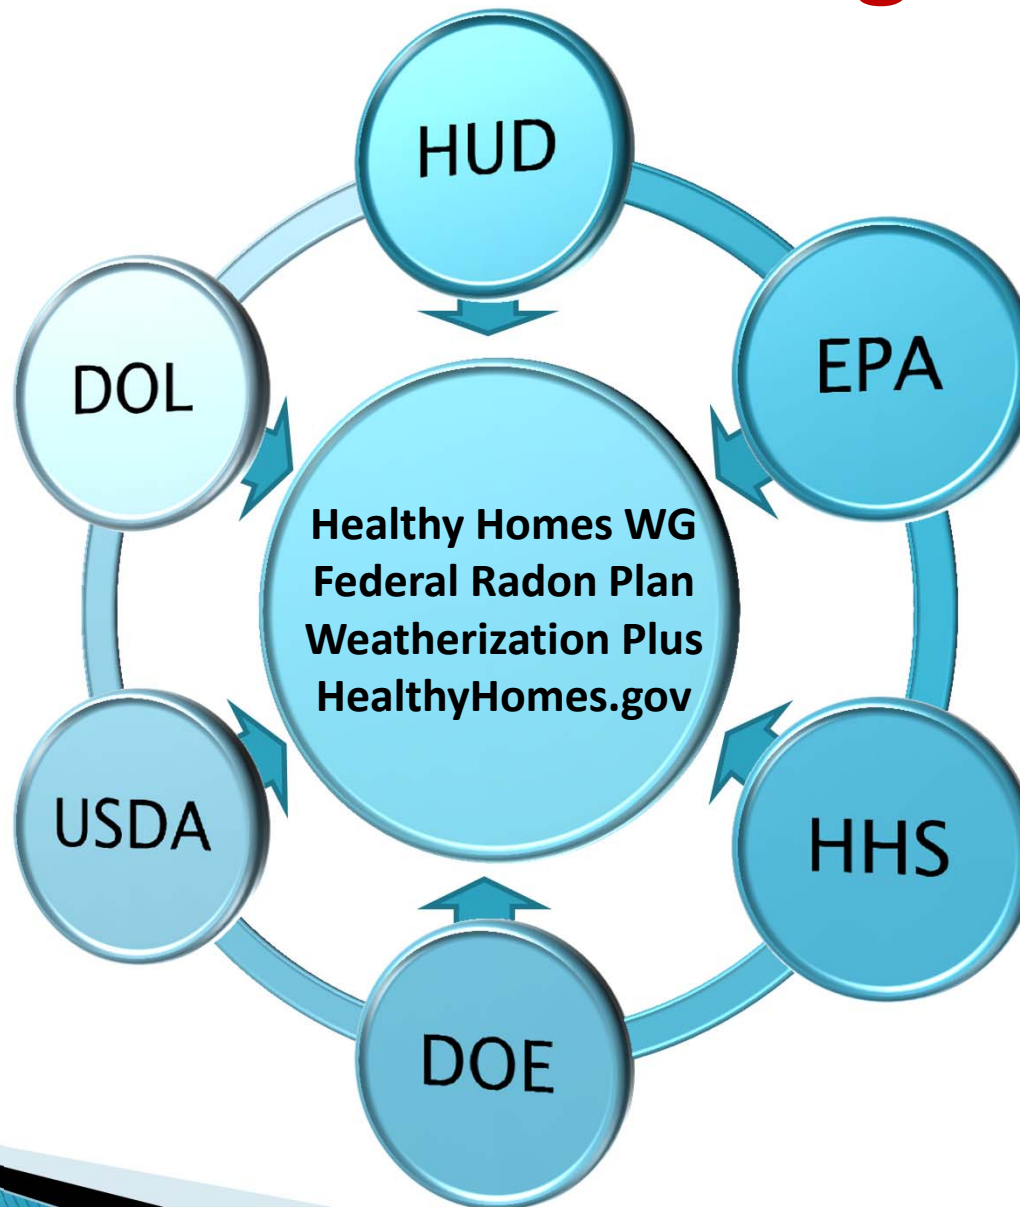 HUD
EPA
HHS
DOE
USDA
DOL
Healthy Homes WG
Federal Radon Plan
Weatherization Plus
HealthyHomes.gov